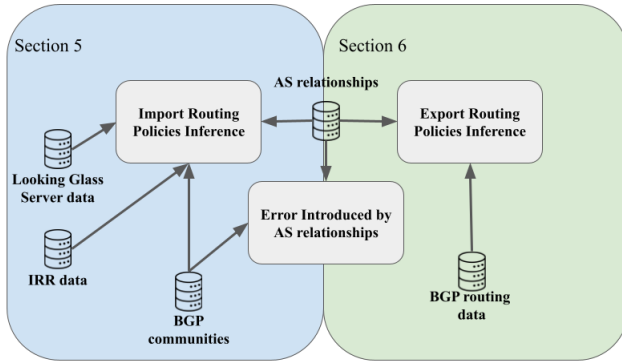 Section 5
Section 6
AS relationships
Import Routing
Policies Inference
Export Routing
Policies Inference
Looking Glass
Server data
Error Introduced by
AS relationships
IRR data
BGP
communities
BGP routing
data